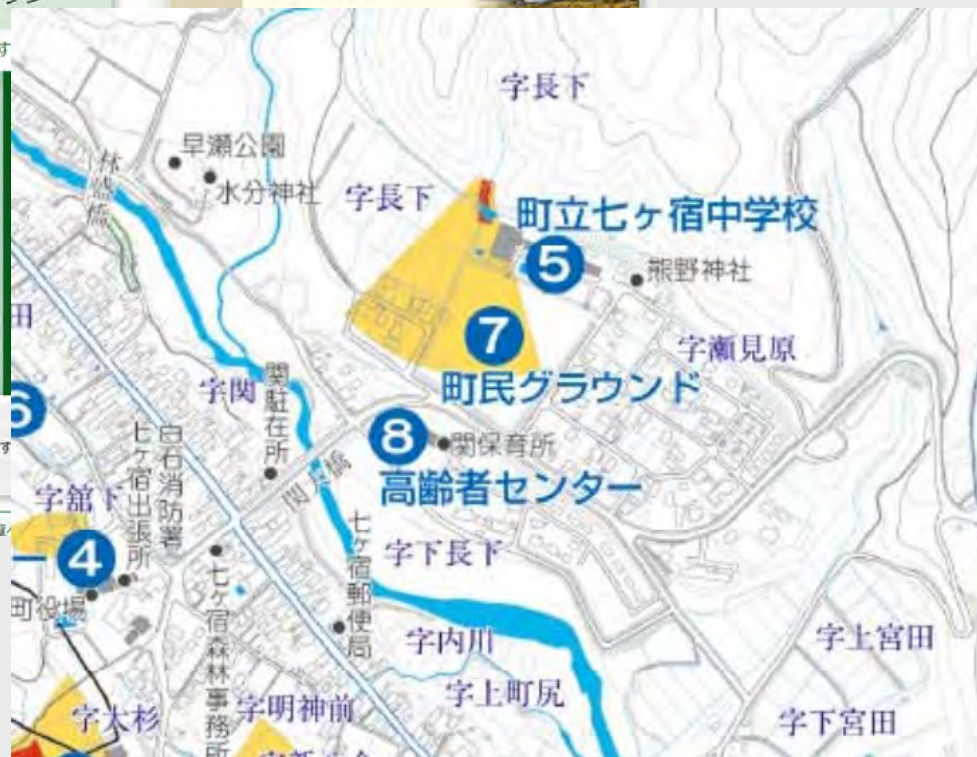 す
字長下
早瀬公園
水分神社
字長下
町立七ヶ宿中学校
5
熊野神社
田
7
字瀬見原
町民グラウンド
字関
関駐在所
6
8
関保育所
高齢者センター
す
白石消防署
七ヶ宿出張所
字舘下
4
町役場
七ヶ宿郵便局
字下長下
七ヶ宿森林事務所
字内川
字上宮田
字上町尻
字大杉
字明神前
字下宮田